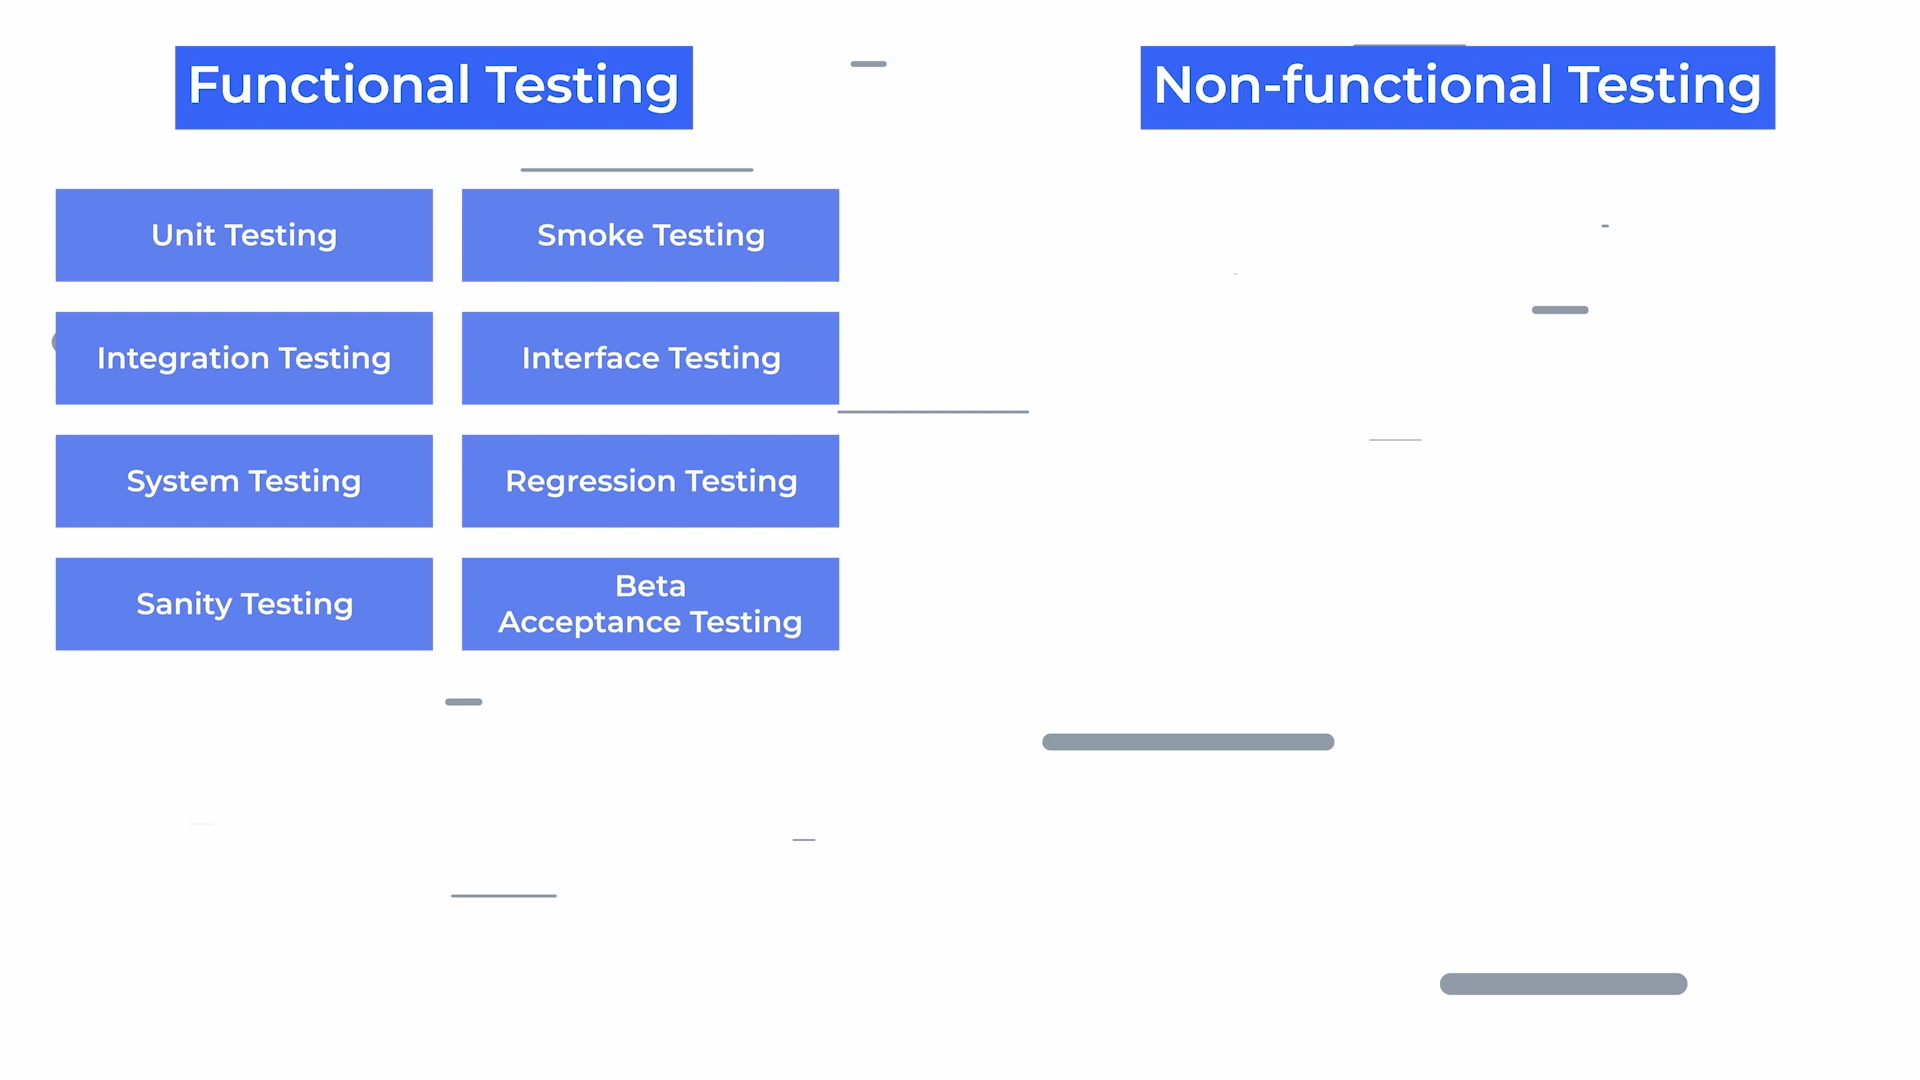 Functional Testing
Non-functional Testing
Unit Testing
Smoke Testing
Integration Testing
Interface Testing
System Testing
Regression Testing
Sanity Testing
Beta
Acceptance Testing